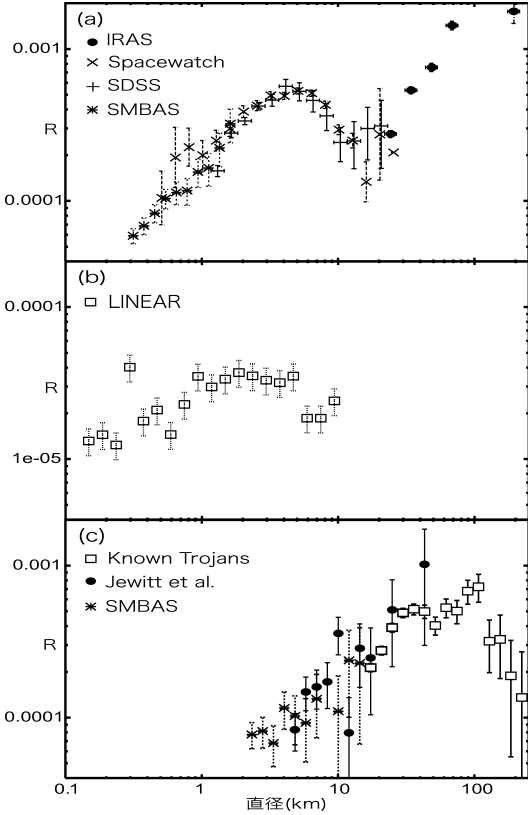 (a)
IRAS
Spacewatch
SDSS
SMBAS
0.001
R
0.0001
(b)
LINEAR
0.0001
R
1e-05
(c)
Known Trojans
Jewitt et al.
SMBAS
0.001
R
0.0001
0.1 1 10 100
直径(km)